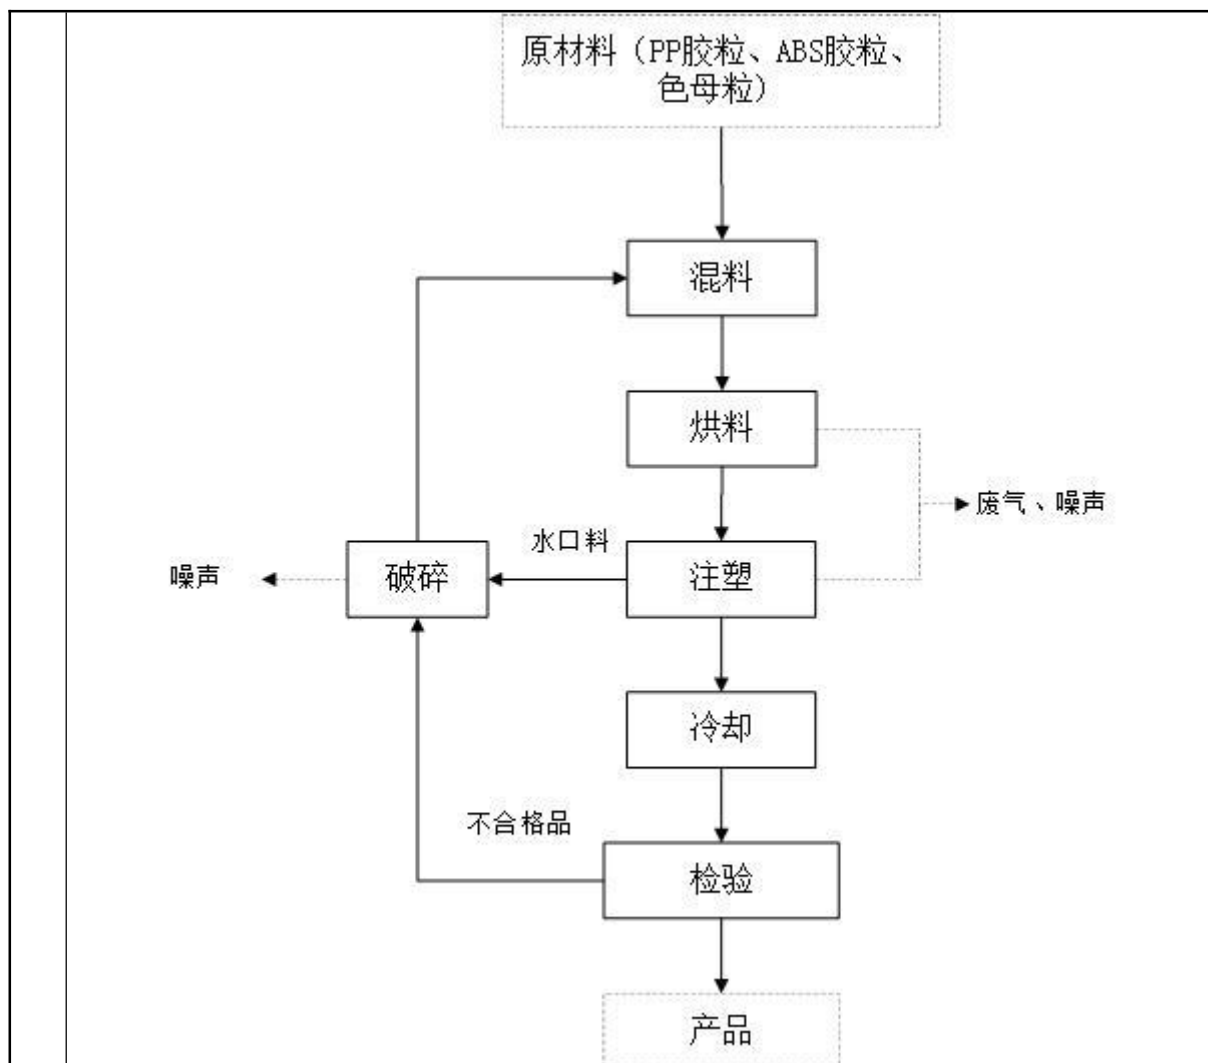 原材料（PP胶粒、ABS胶粒、
色母粒）
混料
烘料
废气、噪声
水口料
噪声
破碎
注塑
冷却
不合格品
检验
产品